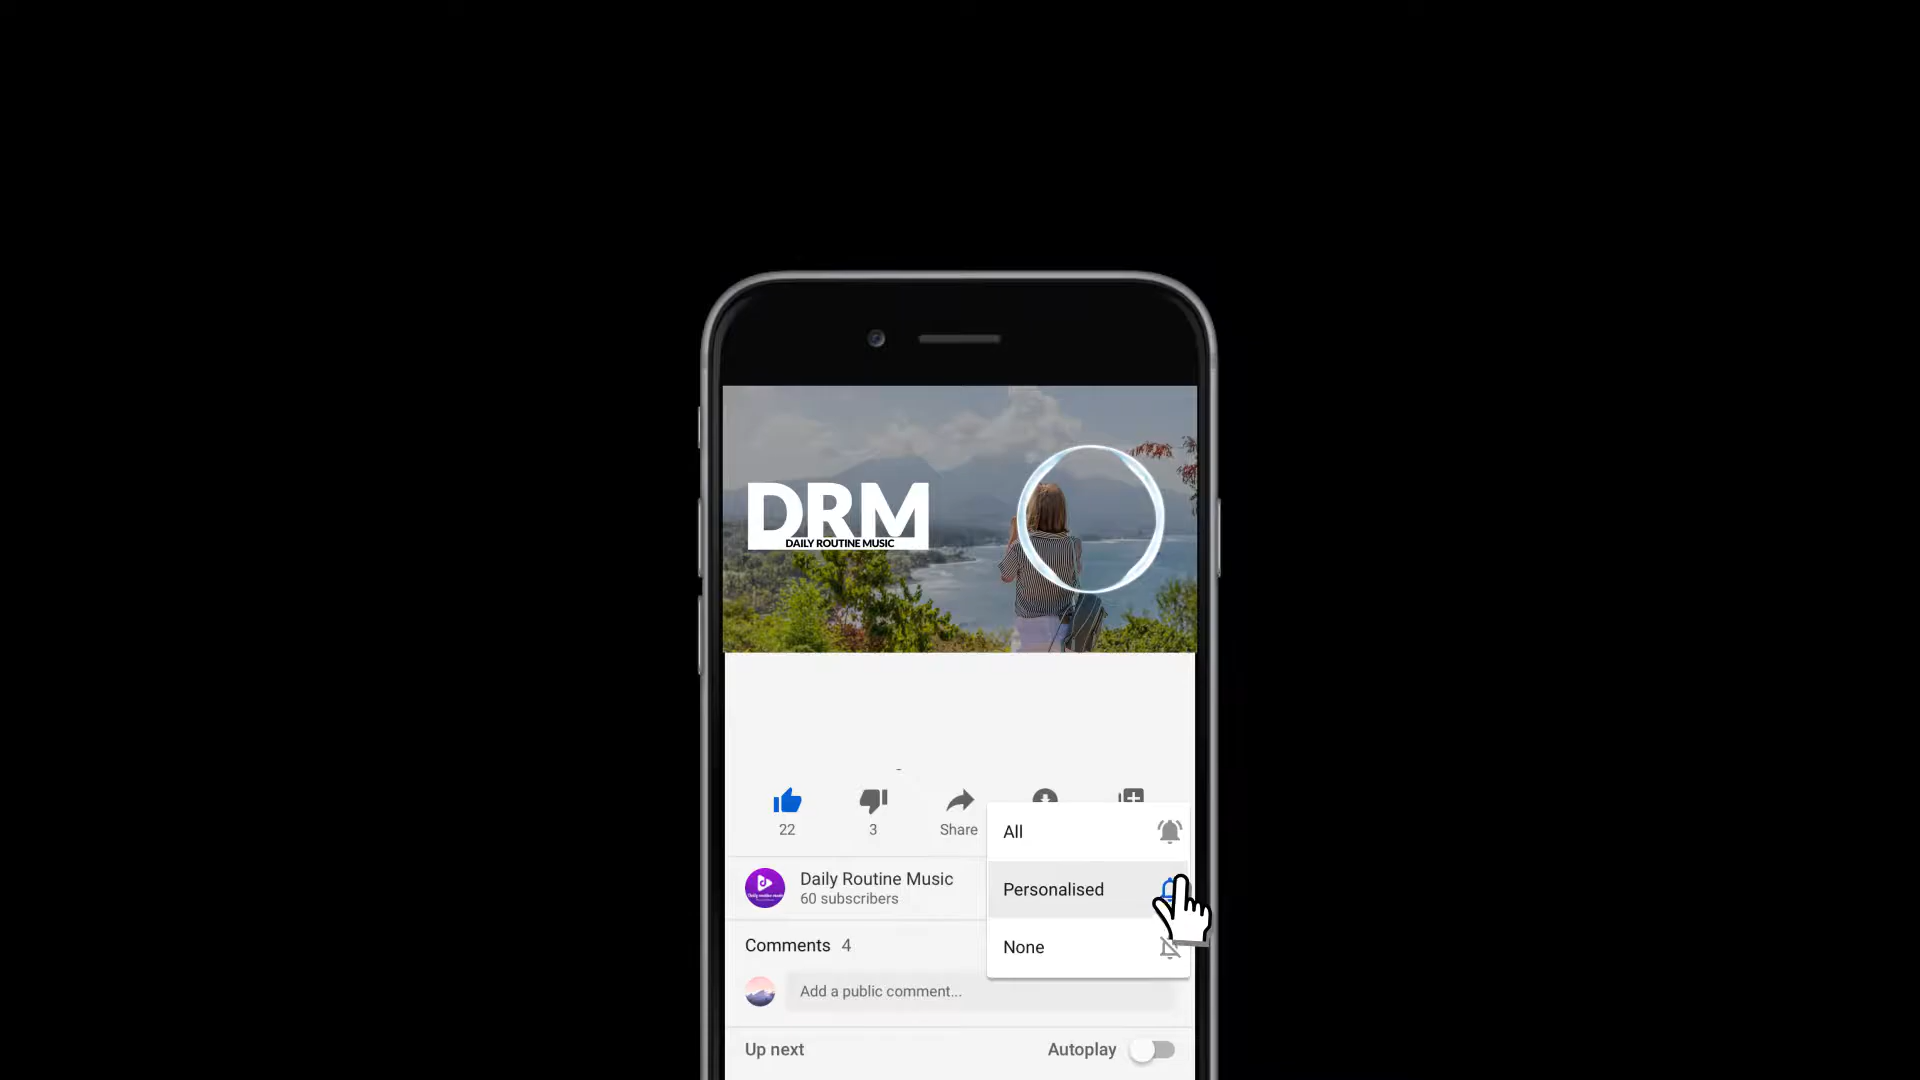 DRM
DAILY ROUTINE MUSIC
22
3
Share
All
Personalised
None
Daily Routine Music
60 subscribers
Comments 4
Add a public comment...
Up next
Autoplay